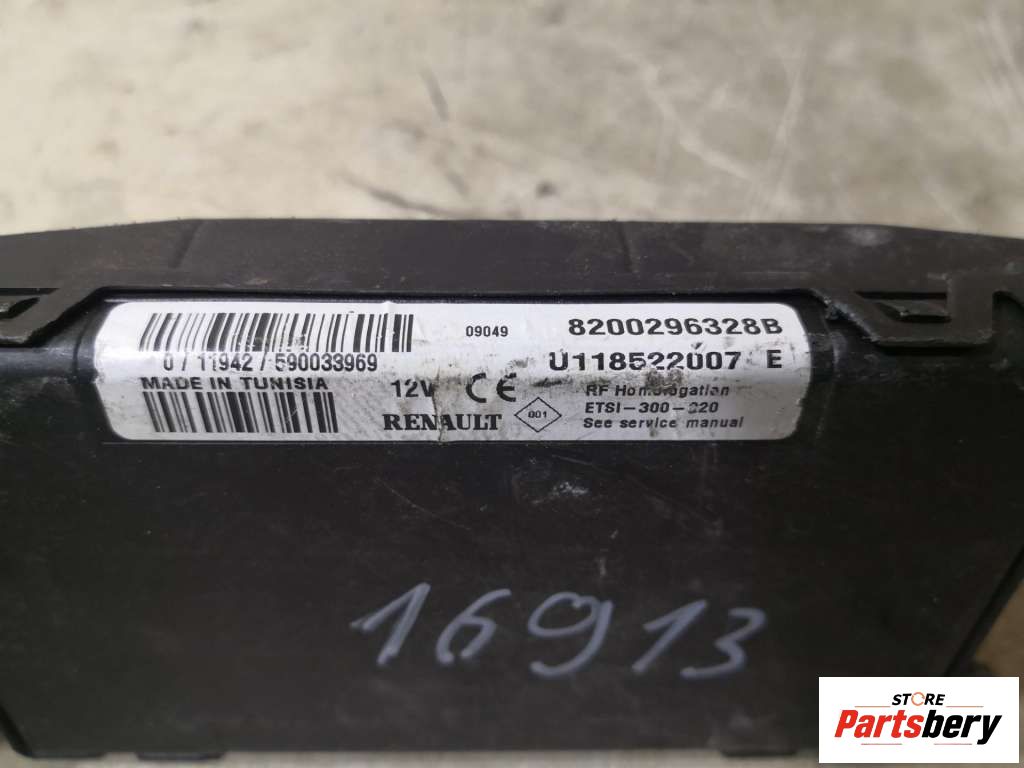 09049 8200296328B
0 / 11942 / 590033969 U118522007 E
MADE IN TUNISIA 12V CE RF Homologation
001 ETSI-300-220
RENAULT See service manual
16913
STORE
Partsbery